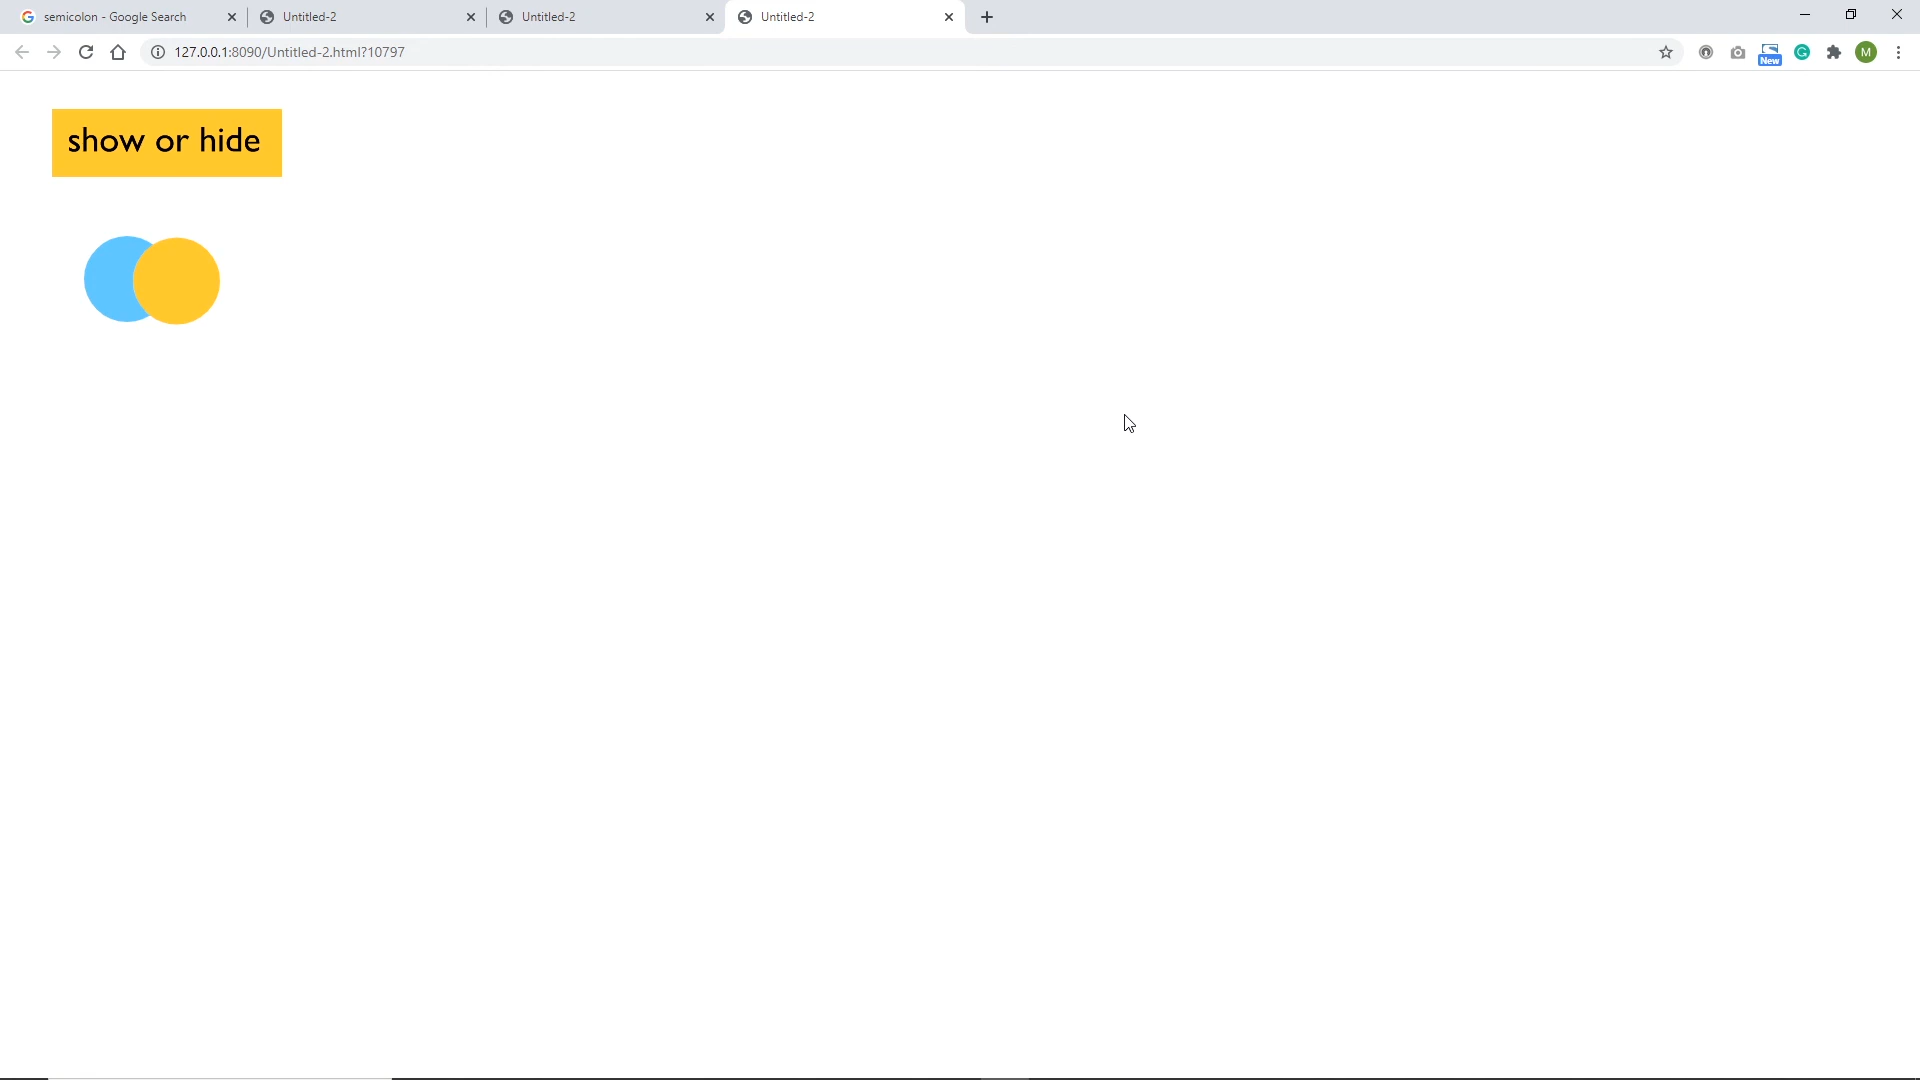 semicolon - Google Search
Untitled-2
Untitled-2
Untitled-2
127.0.0.1:8090/Untitled-2.html?10797
New
M
show or hide